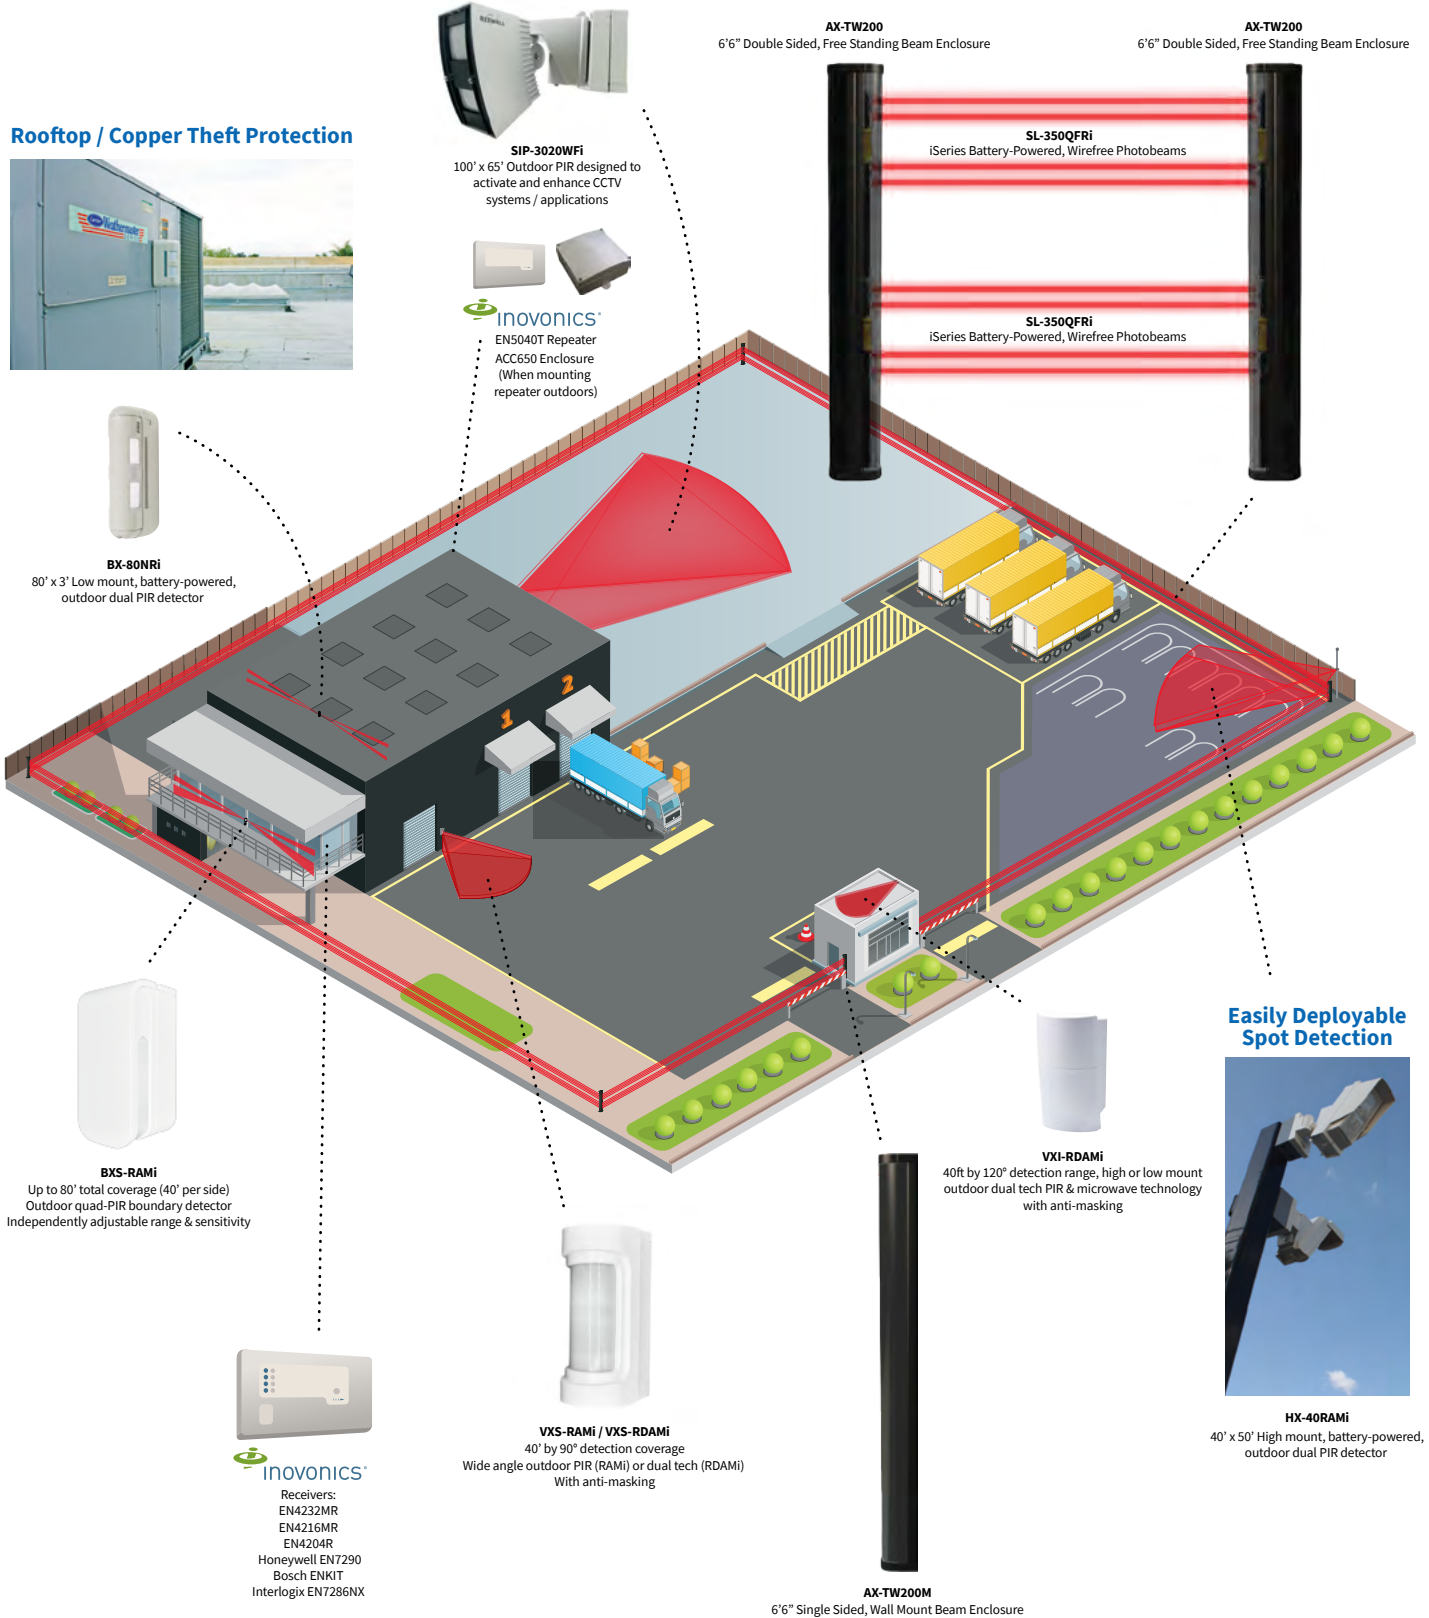 AX-TW200
6'6” Double Sided, Free Standing Beam Enclosure
AX-TW200
6'6” Double Sided, Free Standing Beam Enclosure
REDWALL
Rooftop / Copper Theft Protection
Weathermaker
SL-350QFRi
iSeries Battery-Powered, Wirefree Photobeams
SIP-3020WFi
100’ x 65’ Outdoor PIR designed to
activate and enhance CCTV
systems / applications
inovonics®
EN5040T Repeater
ACC650 Enclosure
(When mounting
repeater outdoors)
SL-350QFRi
iSeries Battery-Powered, Wirefree Photobeams
BX-80NRi
80’ x 3’ Low mount, battery-powered,
outdoor dual PIR detector
2
1
Easily Deployable
Spot Detection
BXS-RAMi
Up to 80’ total coverage (40’ per side)
Outdoor quad-PIR boundary detector
Independently adjustable range & sensitivity
VXI-RDAMi
40ft by 120° detection range, high or low mount
outdoor dual tech PIR & microwave technology
with anti-masking
HX-40RAMi
40’ x 50’ High mount, battery-powered,
outdoor dual PIR detector
VXS-RAMi / VXS-RDAMi
40’ by 90° detection coverage
Wide angle outdoor PIR (RAMi) or dual tech (RDAMi)
With anti-masking
inovonics®
Receivers:
EN4232MR
EN4216MR
EN4204R
Honeywell EN7290
Bosch ENKIT
Interlogix EN7286NX
AX-TW200M
6'6” Single Sided, Wall Mount Beam Enclosure